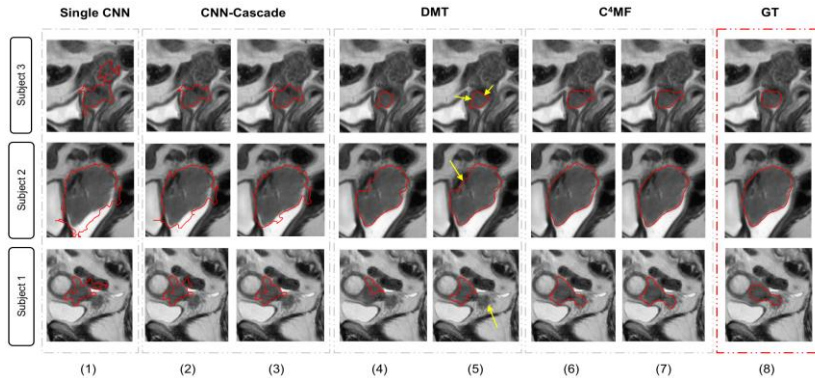 Single CNN CNN-Cascade DMT C⁴MF GT
Subject 3
Subject 2
Subject 1
(1) (2) (3) (4) (5) (6) (7) (8)